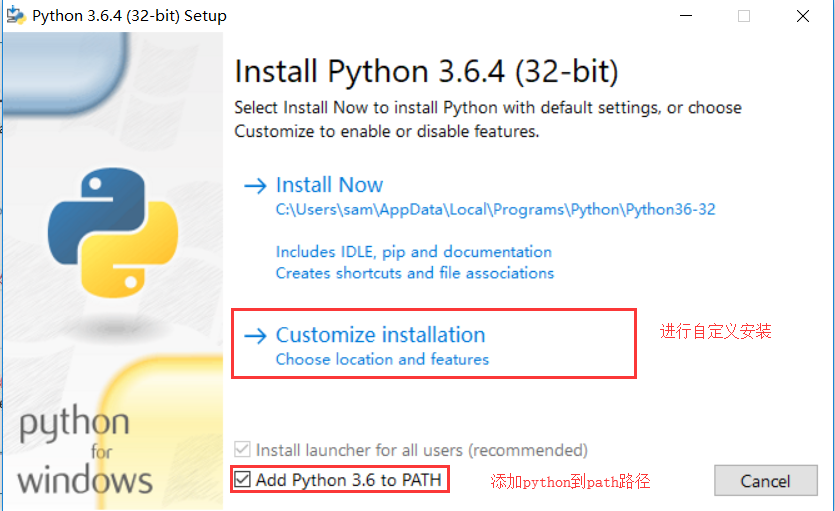 Python 3.6.4 (32-bit) Setup
Install Python 3.6.4 (32-bit)
Select Install Now to install Python with default settings, or choose
Customize to enable or disable features.
Install Now
C:\Users\sam\AppData\Local\Programs\Python\Python36-32
Includes IDLE, pip and documentation
Creates shortcuts and file associations
Customize installation
Choose location and features
进行自定义安装
python
for
windows
Install launcher for all users (recommended)
Add Python 3.6 to PATH
添加python到path路径
Cancel